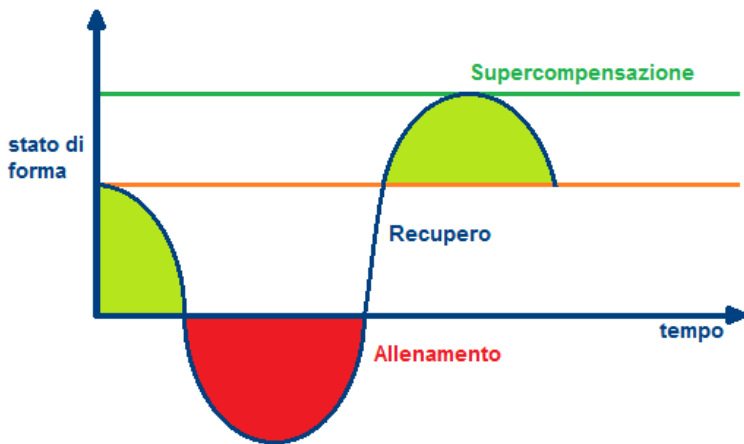 Supercompensazione
stato di
forma
Recupero
tempo
Allenamento